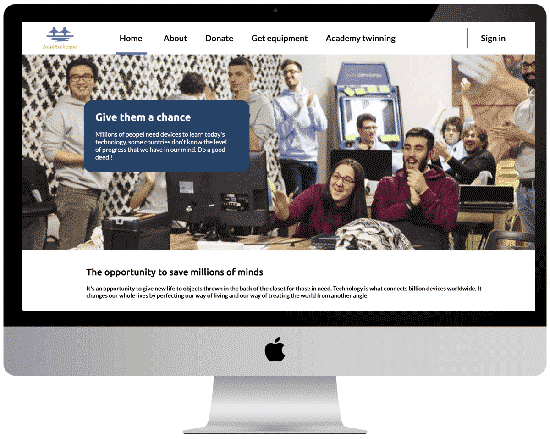 Home About Donate Get equipment Academy twinning Sign in
Give them a chance
Millions of peopel need devices to learn today's
technology, some countries don't know the level
of progress that we have in our mind. Do a good
deed !
The opportunity to save millions of minds
It's an opportunity to give new life to objects thrown in the back of the closet for those in need. Technology is what connects billion devices worldwide. It
changes our whole lives by perfecting our way of living and our way of treating the world from another angle.